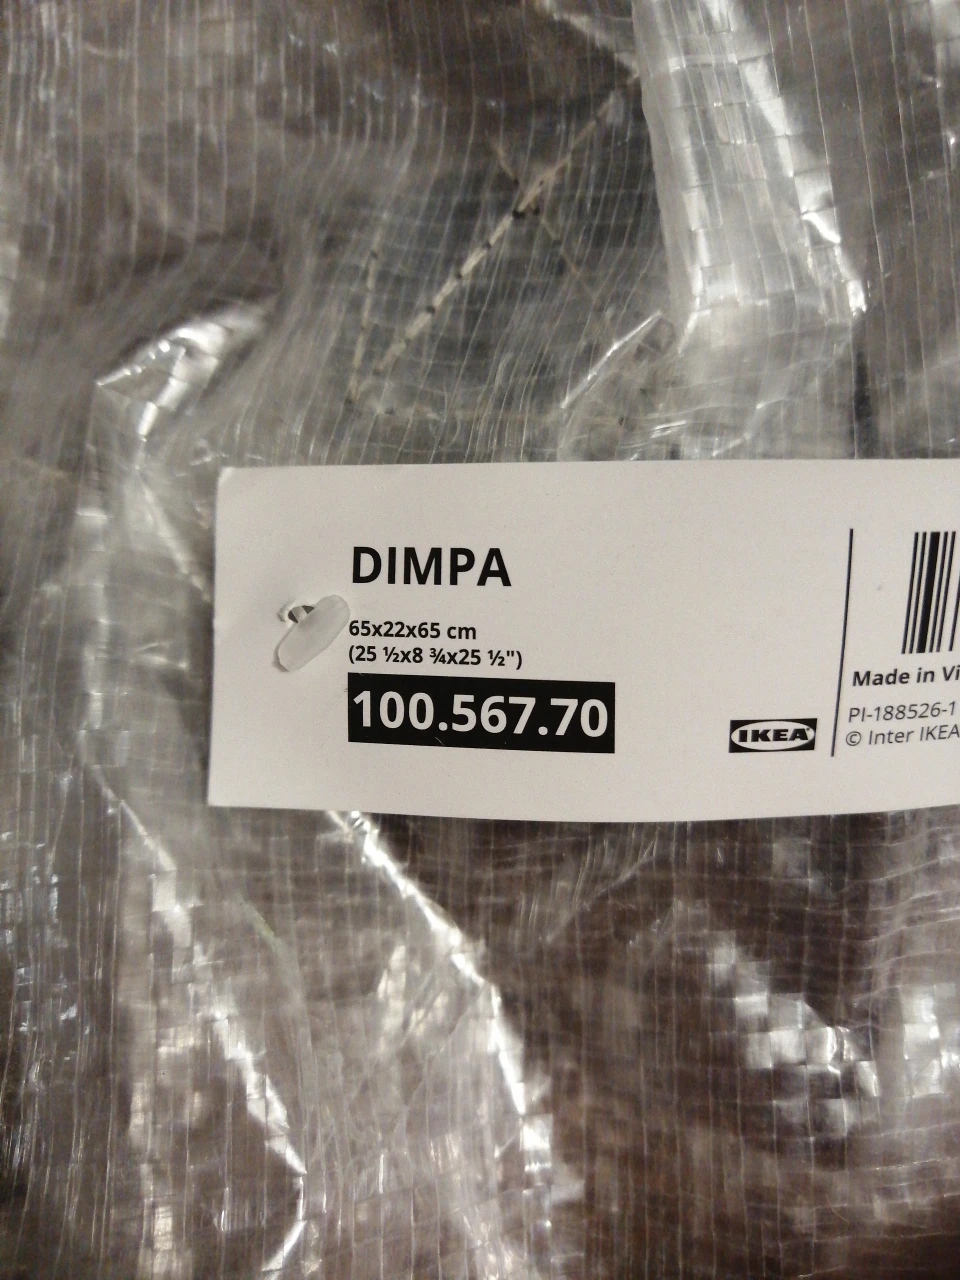 DIMPA
65x22x65 cm
(25 ½x8 ¾x25 ½")
100.567.70
IKEA
Made in Vi
PI-188526-1
© Inter IKEA